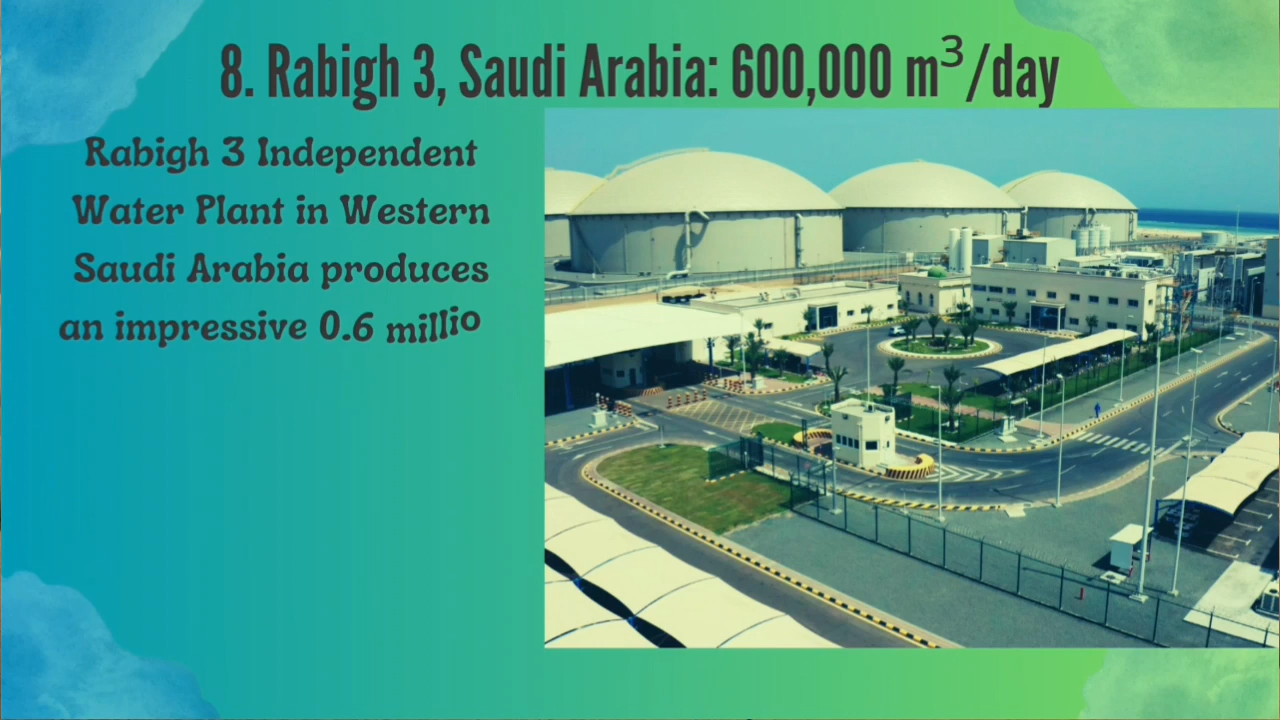 8. Rabigh 3, Saudi Arabia: 600,000 m³/day
Rabigh 3 Independent
Water Plant in Western
Saudi Arabia produces
an impressive 0.6 millio